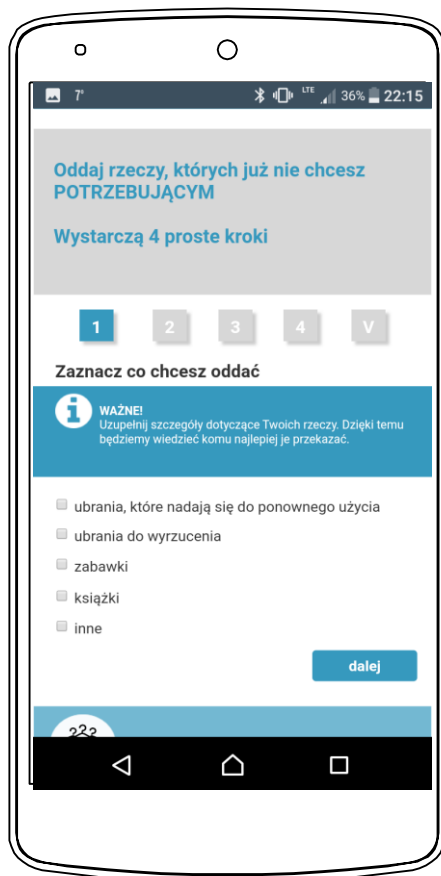 7°
LTE
36%
22:15
Oddaj rzeczy, których już nie chcesz
POTRZEBUJĄCYM
Wystarczą 4 proste kroki
1 2 3 4 V
Zaznacz co chcesz oddać
WAŻNE!
Uzupełnij szczegóły dotyczące Twoich rzeczy. Dzięki temu
będziemy wiedzieć komu najlepiej je przekazać.
ubrania, które nadają się do ponownego użycia
ubrania do wyrzucenia
zabawki
książki
inne
dalej
???